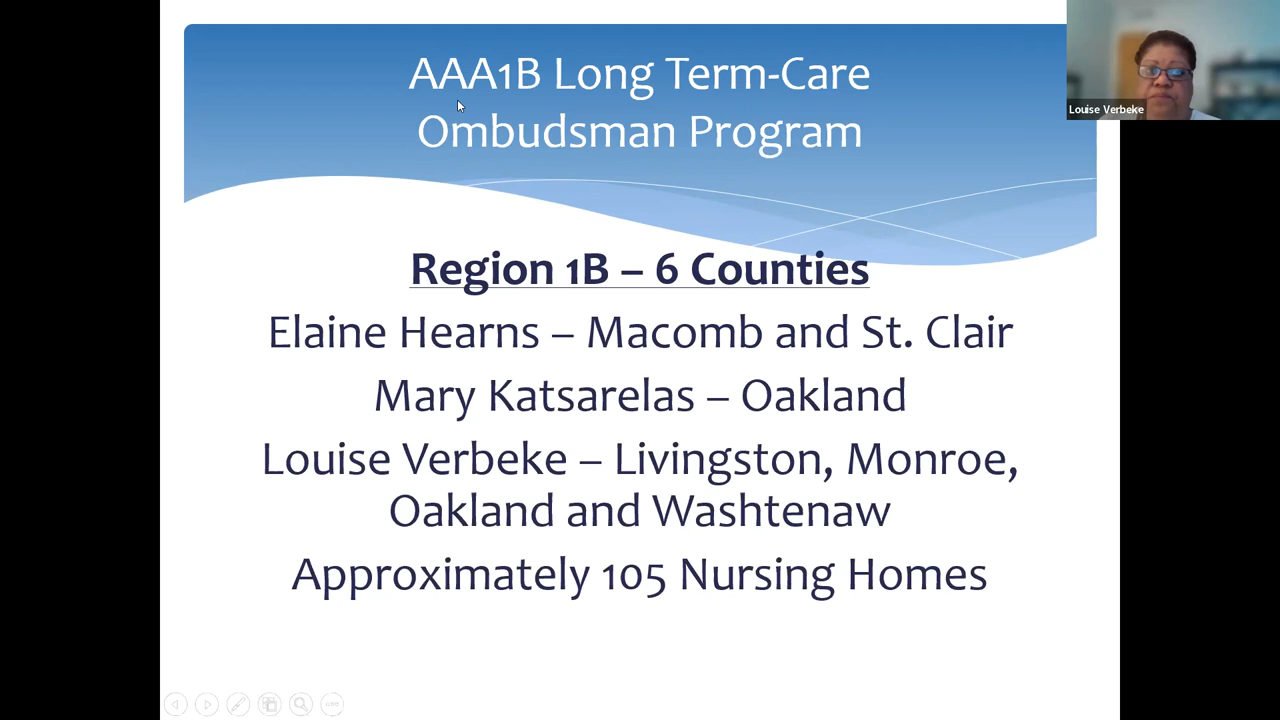 AAA1B Long Term-Care
Ombudsman Program
Louise Verbeke
Region 1B – 6 Counties
Elaine Hearns – Macomb and St. Clair
Mary Katsarelas – Oakland
Louise Verbeke – Livingston, Monroe,
Oakland and Washtenaw
Approximately 105 Nursing Homes